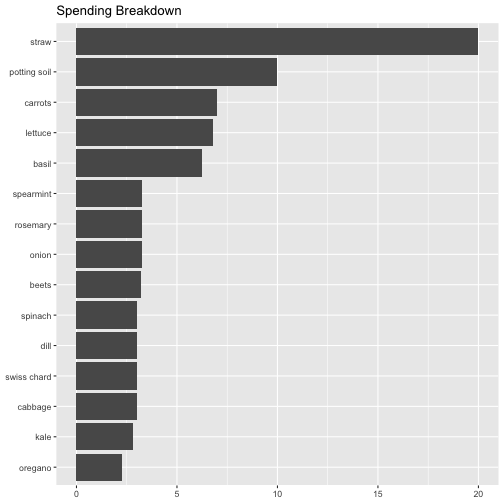 Spending Breakdown
straw
potting soil
carrots
lettuce
basil
spearmint
rosemary
onion
beets
spinach
dill
swiss chard
cabbage
kale
oregano
0 5 10 15 20